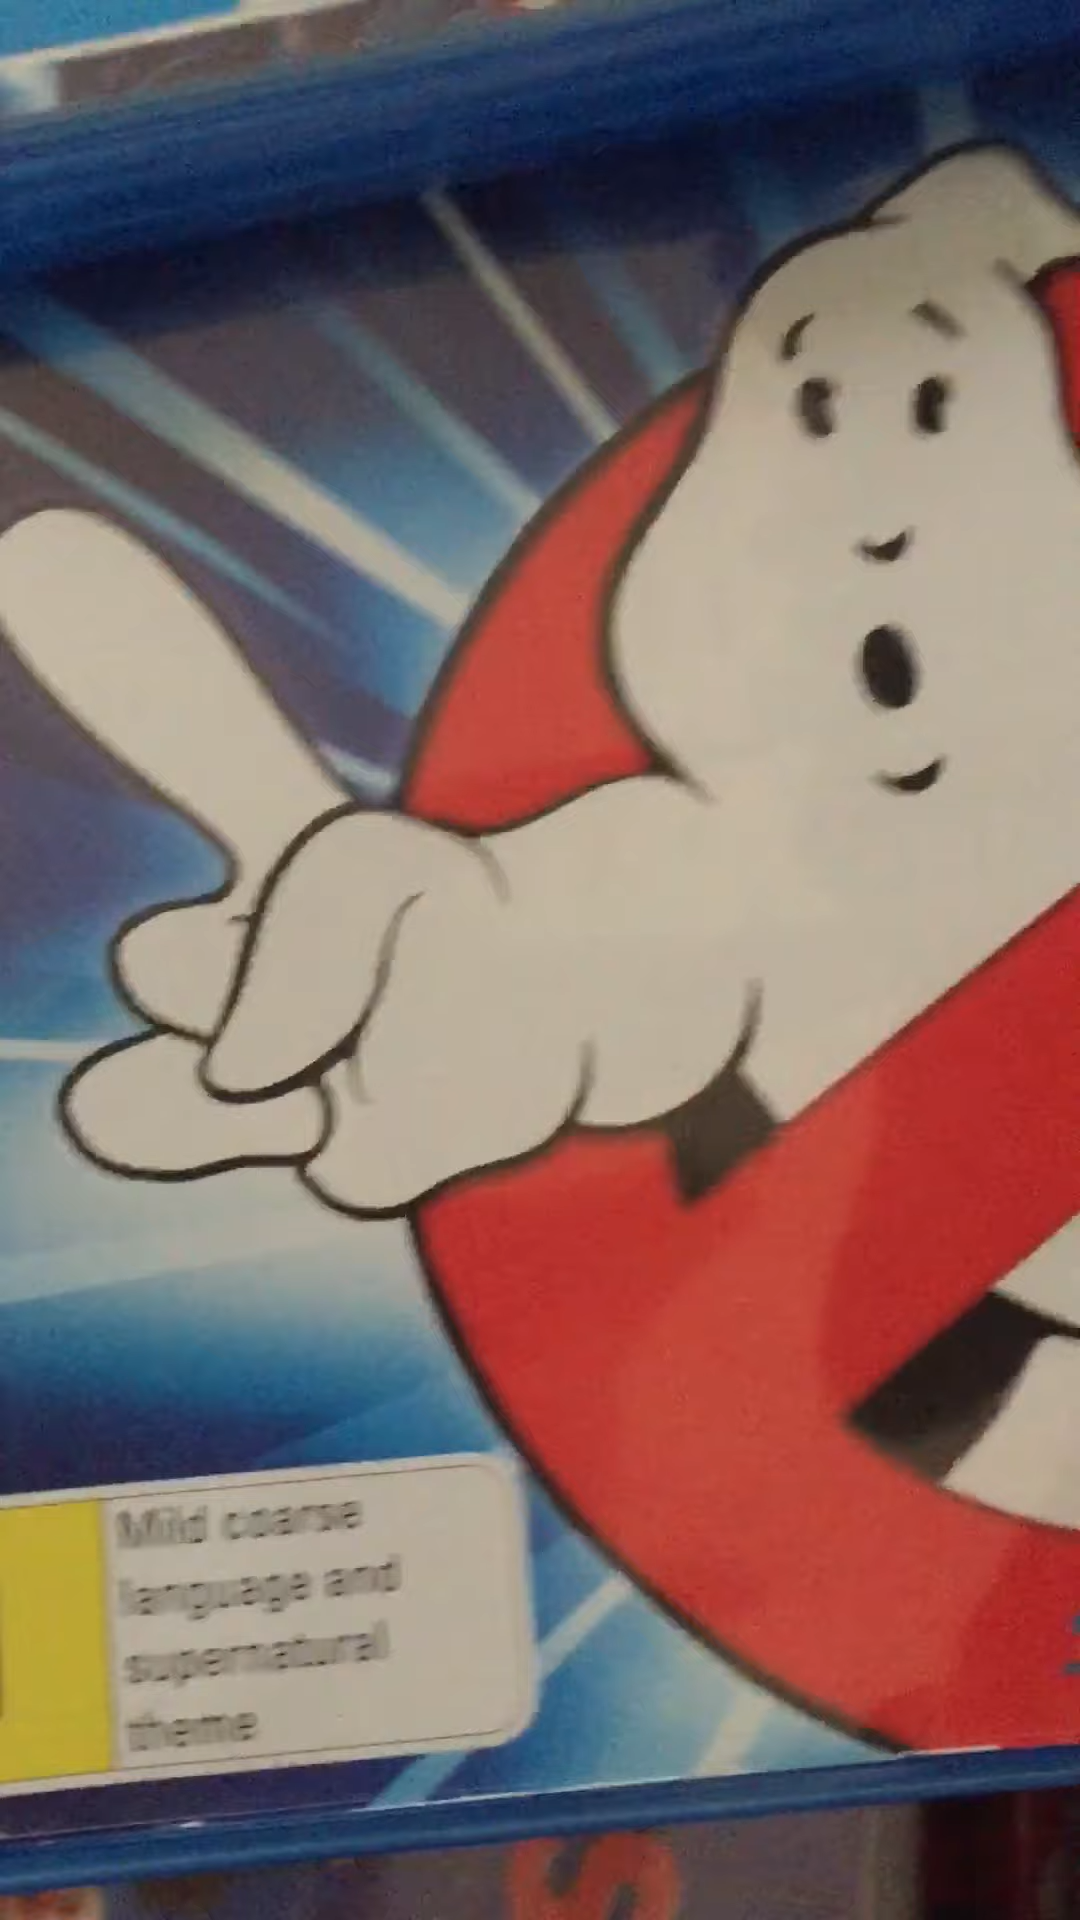 Mild coarse
language and
supernatural
theme
S